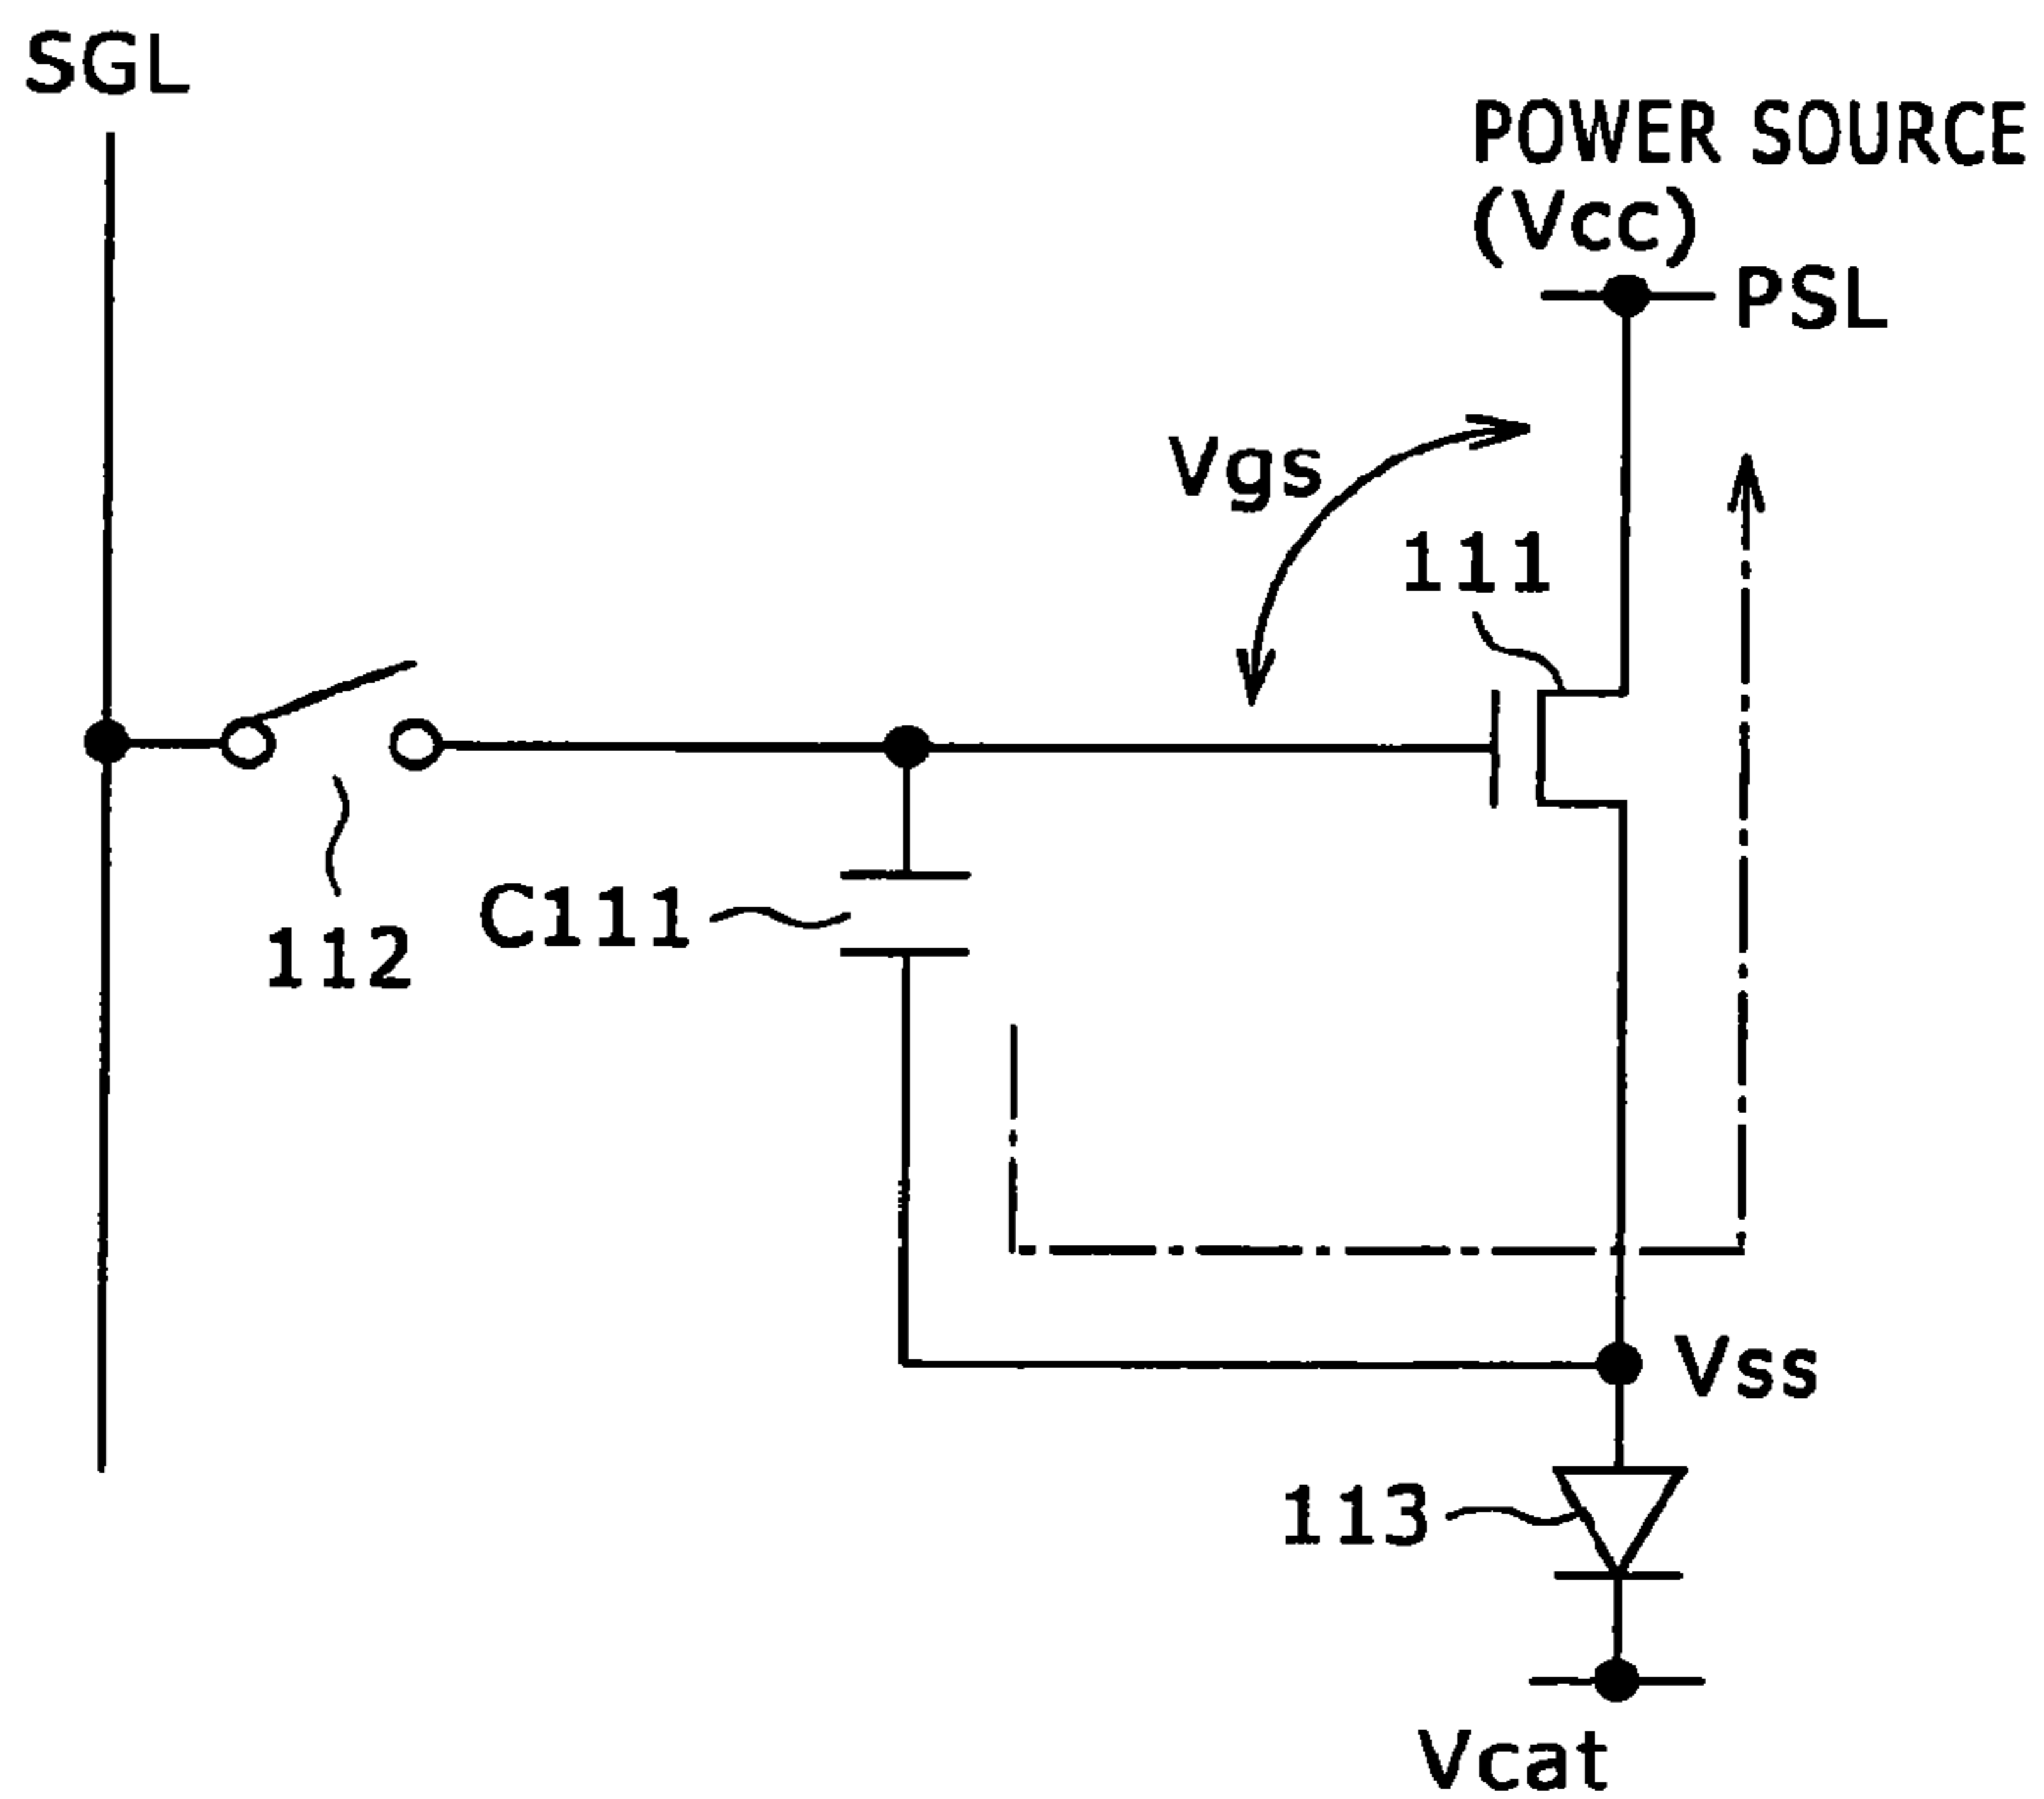 SGL
POWER SOURCE
(Vcc)
PSL
Vgs
111
C111
112
Vss
113
Vcat